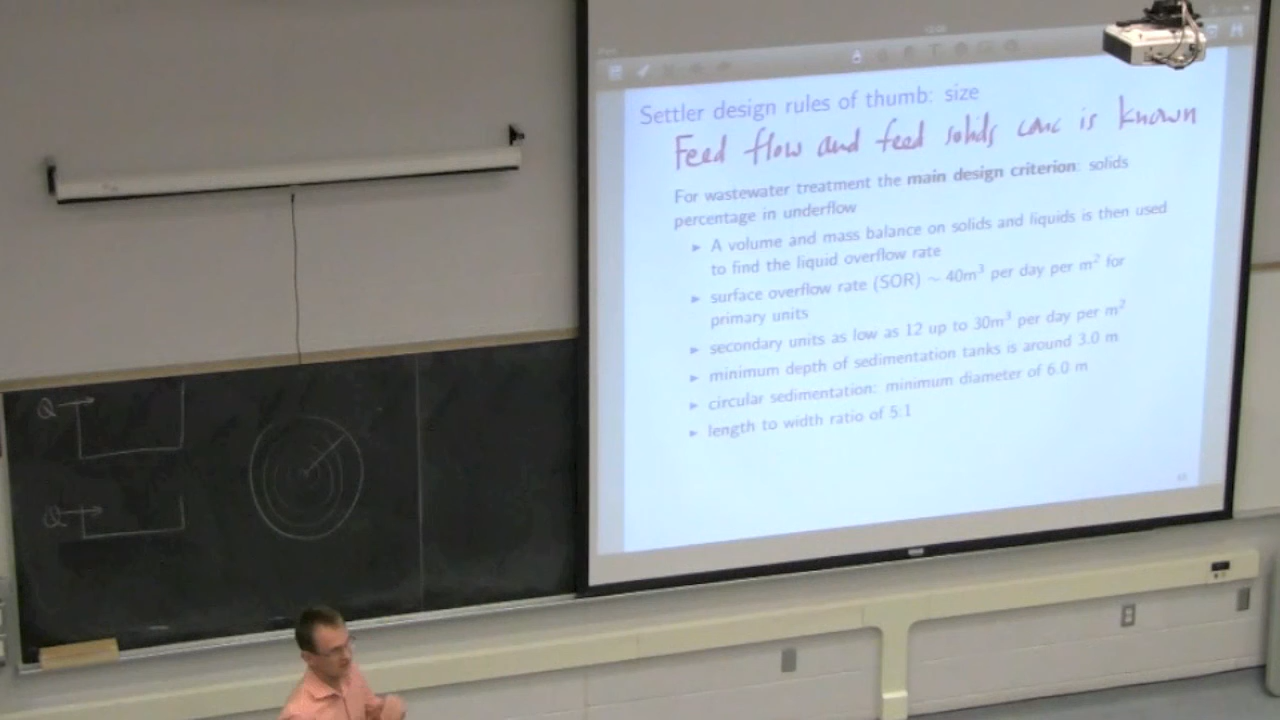 Settler design rules of thumb: size
Feed flow and feed solids conc is known
For wastewater treatment the main design criterion: solids
percentage in underflow
► A volume and mass balance on solids and liquids is then used
to find the liquid overflow rate
► surface overflow rate (SOR) ∼ 40m³ per day per m² for
primary units
► secondary units as low as 12 up to 30m³ per day per m²
► minimum depth of sedimentation tanks is around 3.0 m
► circular sedimentation: minimum diameter of 6.0 m
► length to width ratio of 5:1
Q
Q